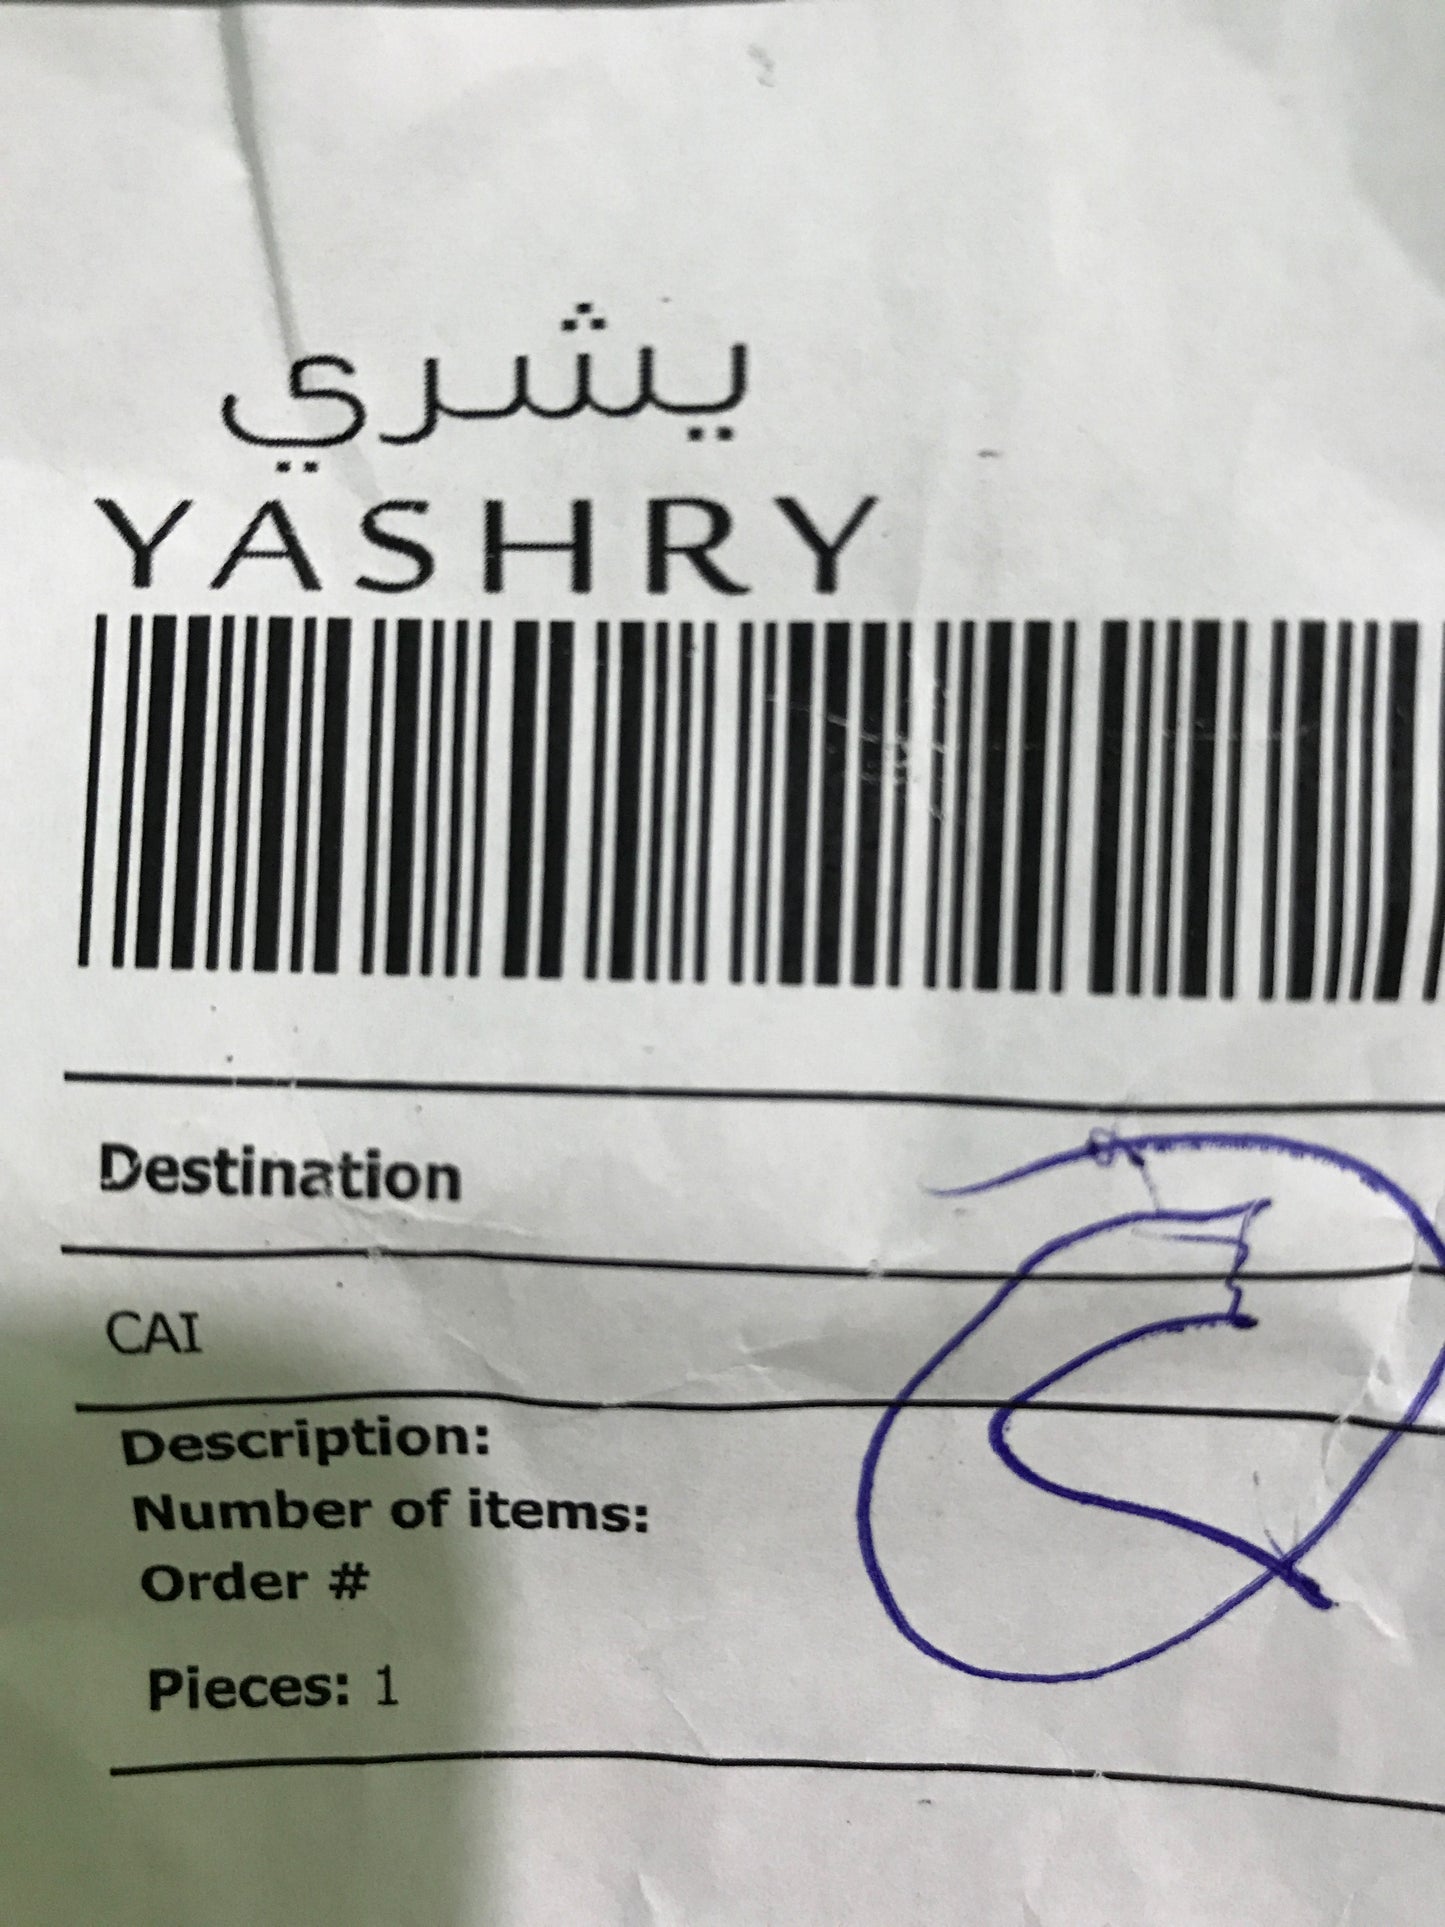 يشري
YASHRY
Destination
CAI
Description:
Number of items:
Order #
Pieces: 1